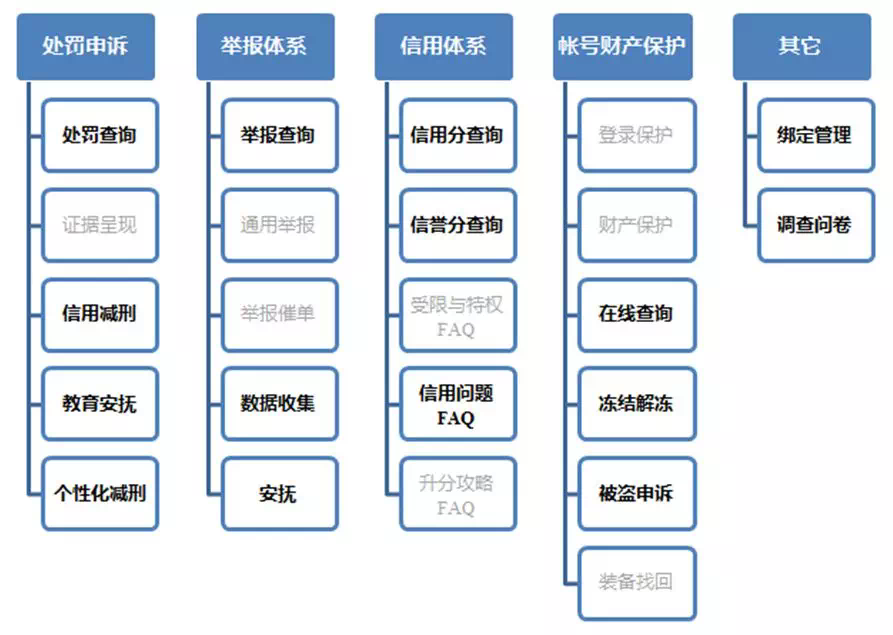 处罚申诉
处罚查询
证据呈现
信用减刑
教育安抚
个性化减刑
举报体系
举报查询
通用举报
举报催单
数据收集
安抚
信用体系
信用分查询
信誉分查询
受限与特权
FAQ
信用问题
FAQ
升分攻略
FAQ
帐号财产保护
登录保护
财产保护
在线查询
冻结解冻
被盗申诉
装备找回
其它
绑定管理
调查问卷